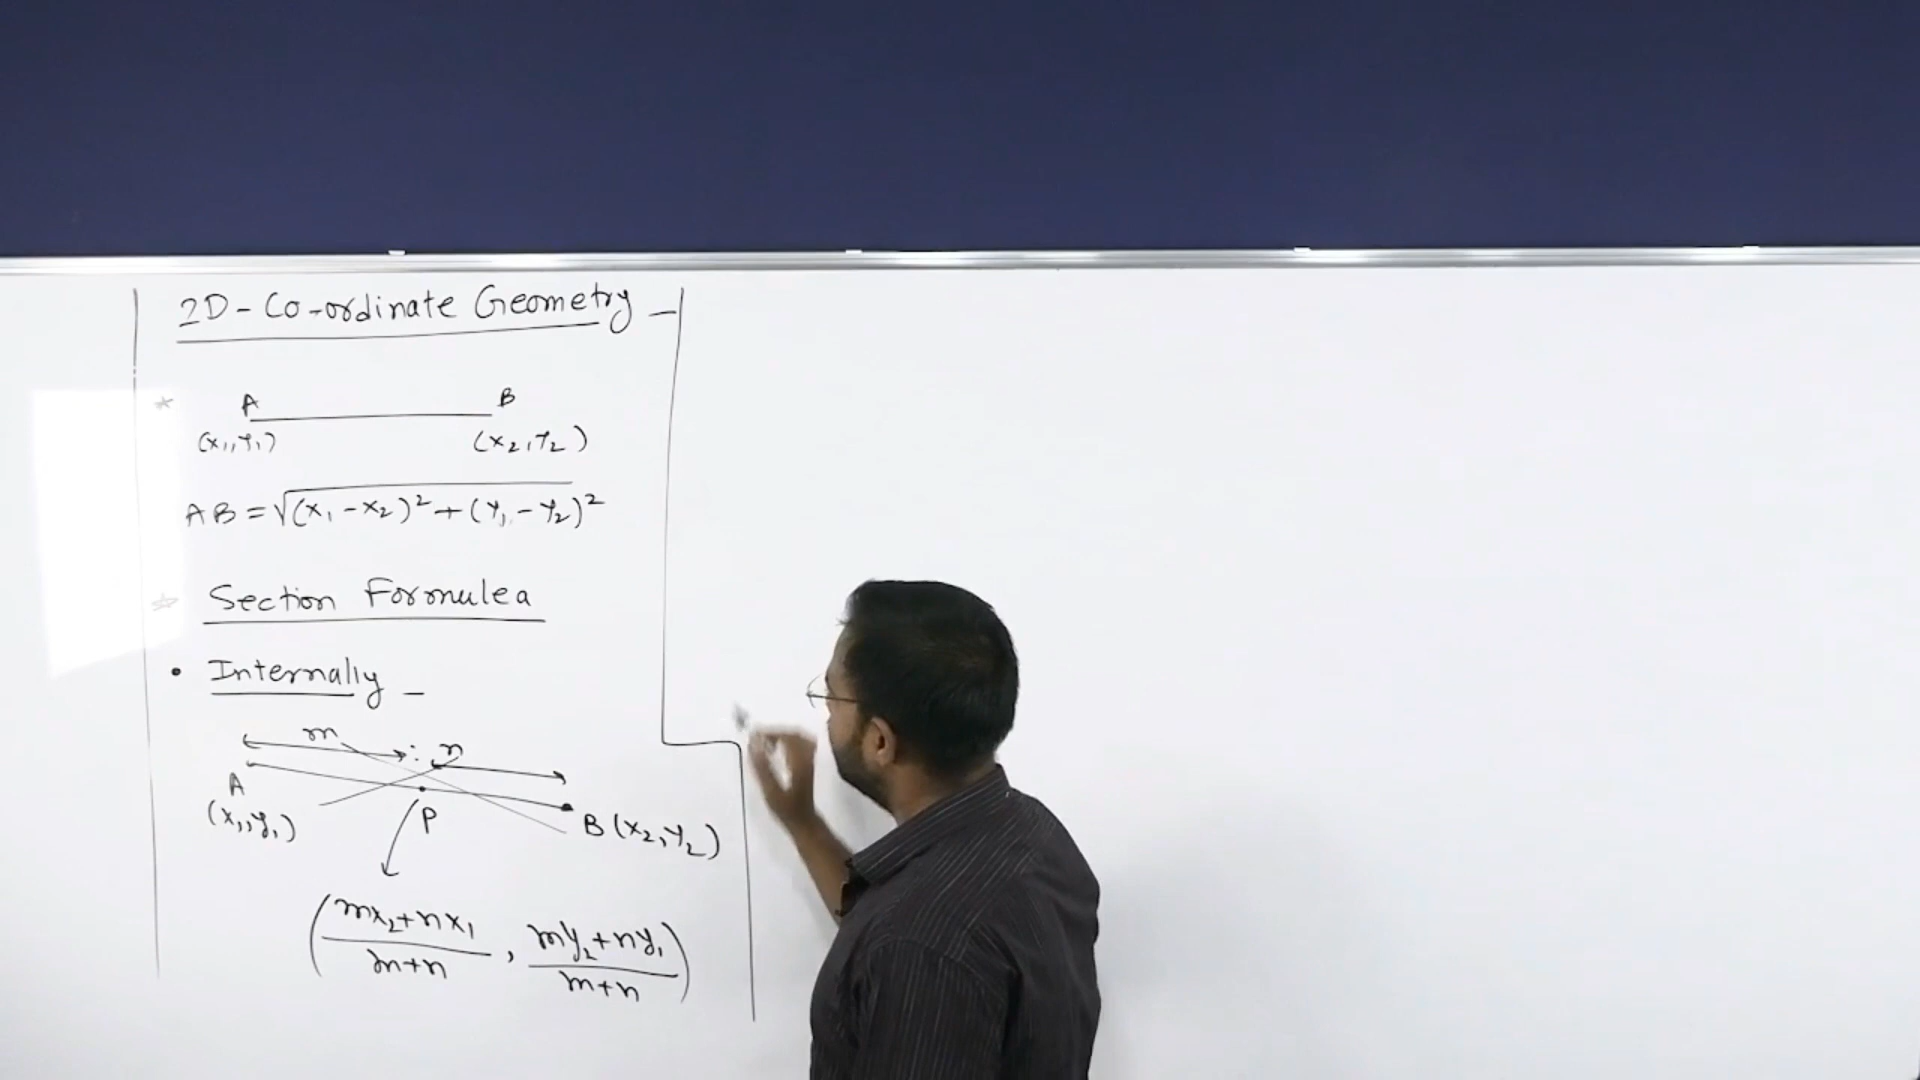 2D - Co-ordinate Geometry -
* A B
(x₁, y₁) (x₂, y₂)
AB = √(x₁ - x₂)² + (y₁ - y₂)²
☆ Section Formulea
• Internally -
m : n
A P B (x₂, y₂)
(x₁, y₁)
(mx₂+nx₁/m+n , my₂+ny₁/m+n)